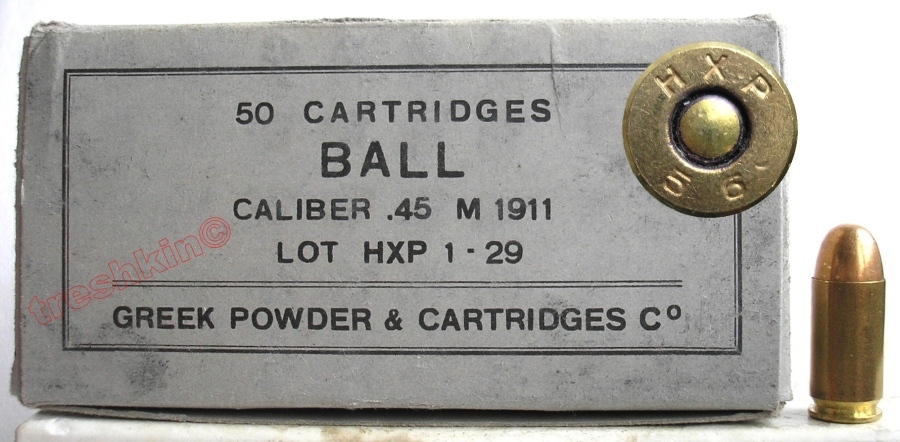 50 CARTRIDGES
BALL
CALIBER .45 M 1911
LOT HXP 1 - 29
GREEK POWDER & CARTRIDGES Cº
HXP
56
treshkin©